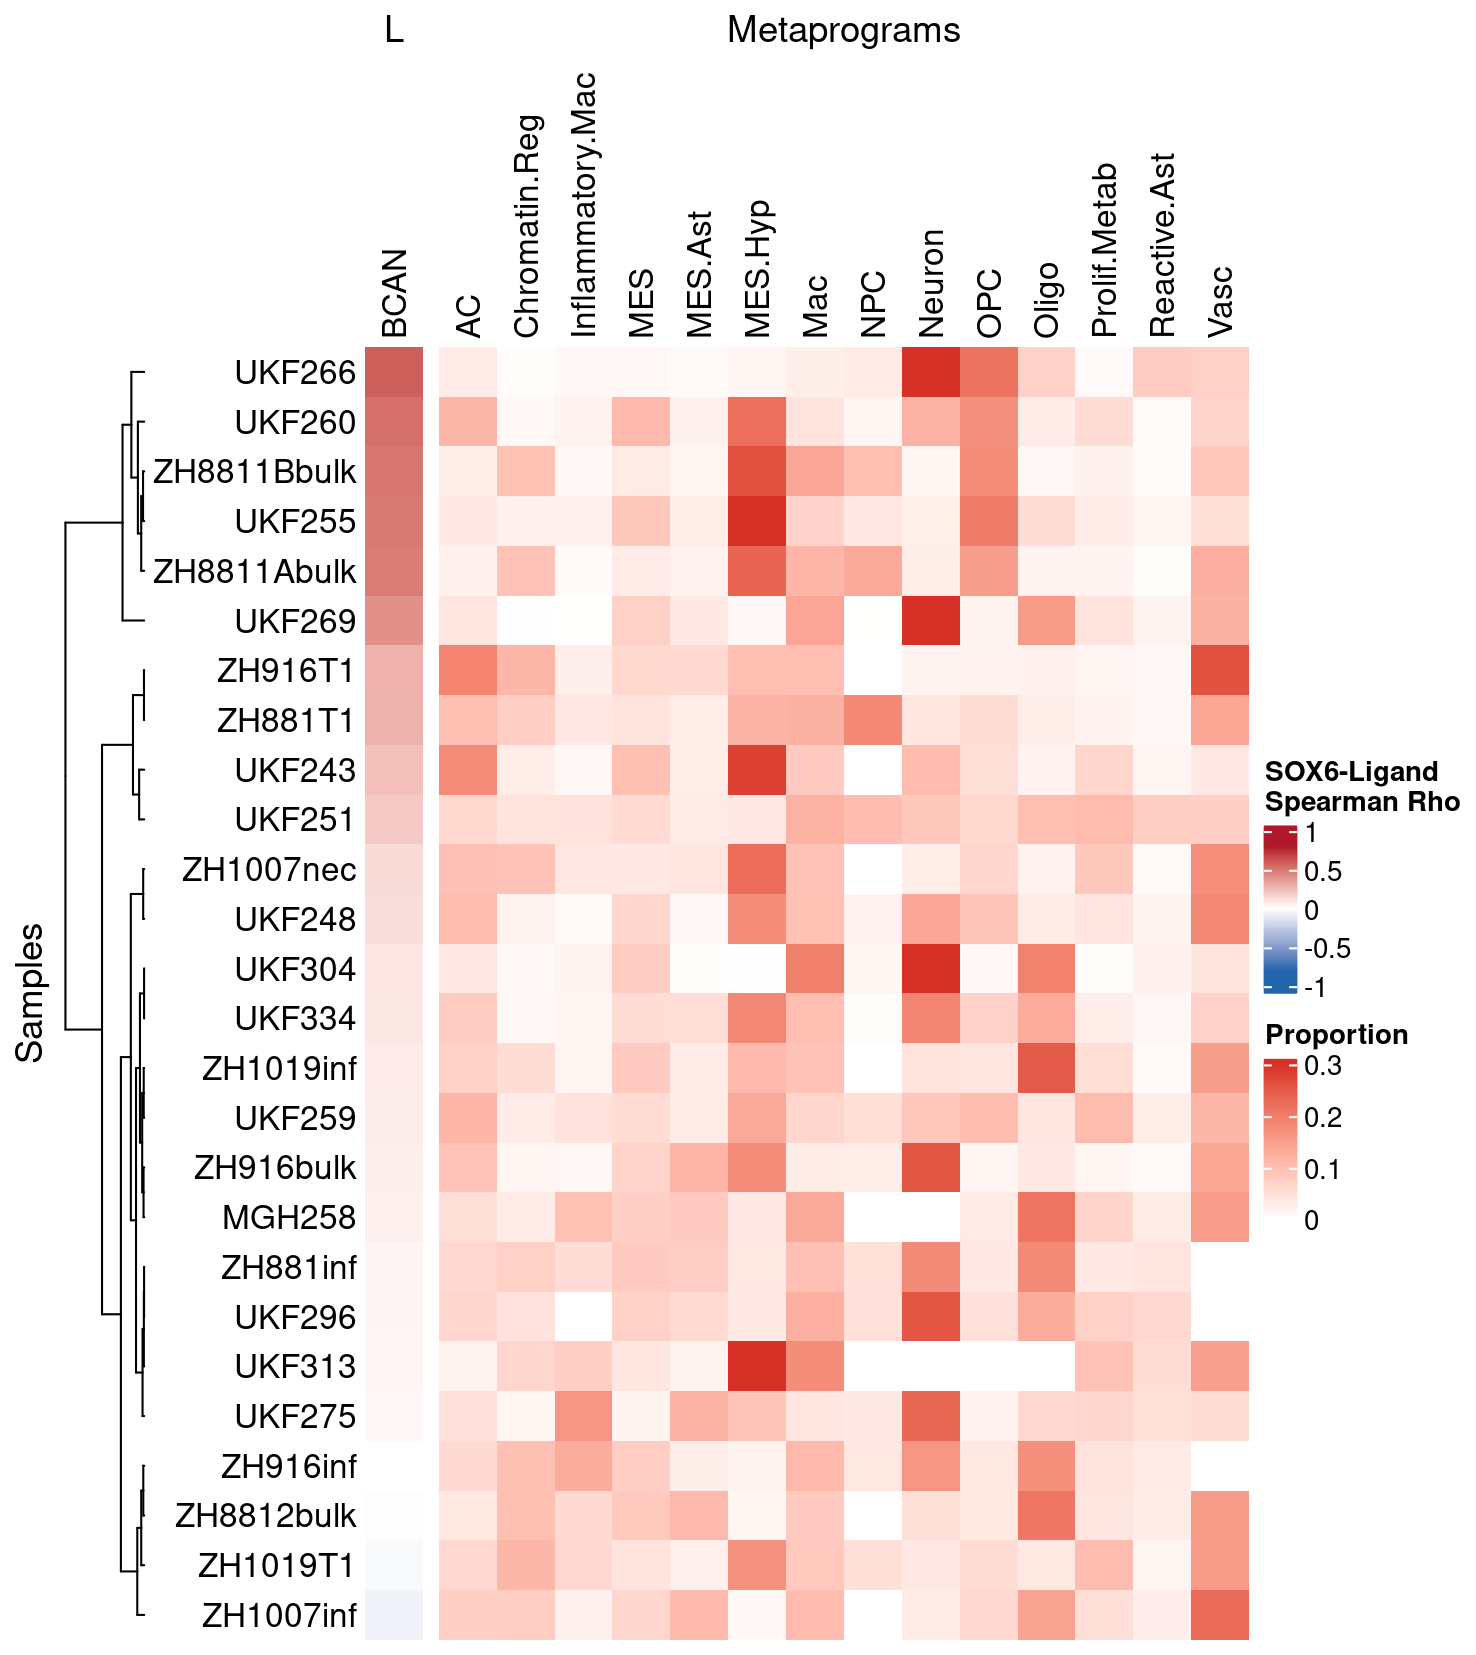 L
Metaprograms
BCAN
AC
Chromatin.Reg
Inflammatory.Mac
MES
MES.Ast
MES.Hyp
Mac
NPC
Neuron
OPC
Oligo
Prolif.Metab
Reactive.Ast
Vasc
UKF266
UKF260
ZH8811Bbulk
UKF255
ZH8811Abulk
UKF269
ZH916T1
ZH881T1
UKF243
UKF251
ZH1007nec
UKF248
UKF304
UKF334
ZH1019inf
UKF259
ZH916bulk
MGH258
ZH881inf
UKF296
UKF313
UKF275
ZH916inf
ZH8812bulk
ZH1019T1
ZH1007inf
Samples
SOX6-Ligand
Spearman Rho
1
0.5
0
-0.5
-1
Proportion
0.3
0.2
0.1
0